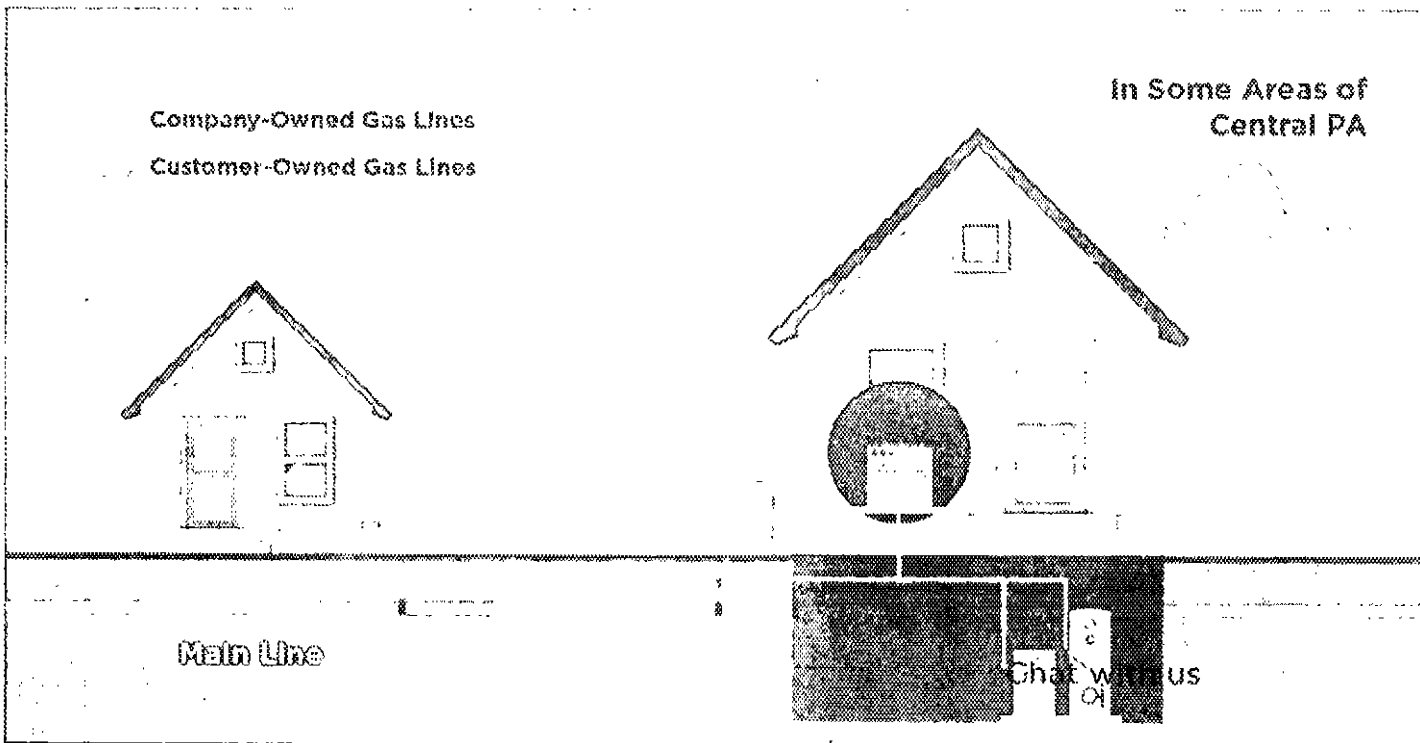 Company-Owned Gas Lines
Customer-Owned Gas Lines
In Some Areas of
Central PA
Main Line
Chat with us